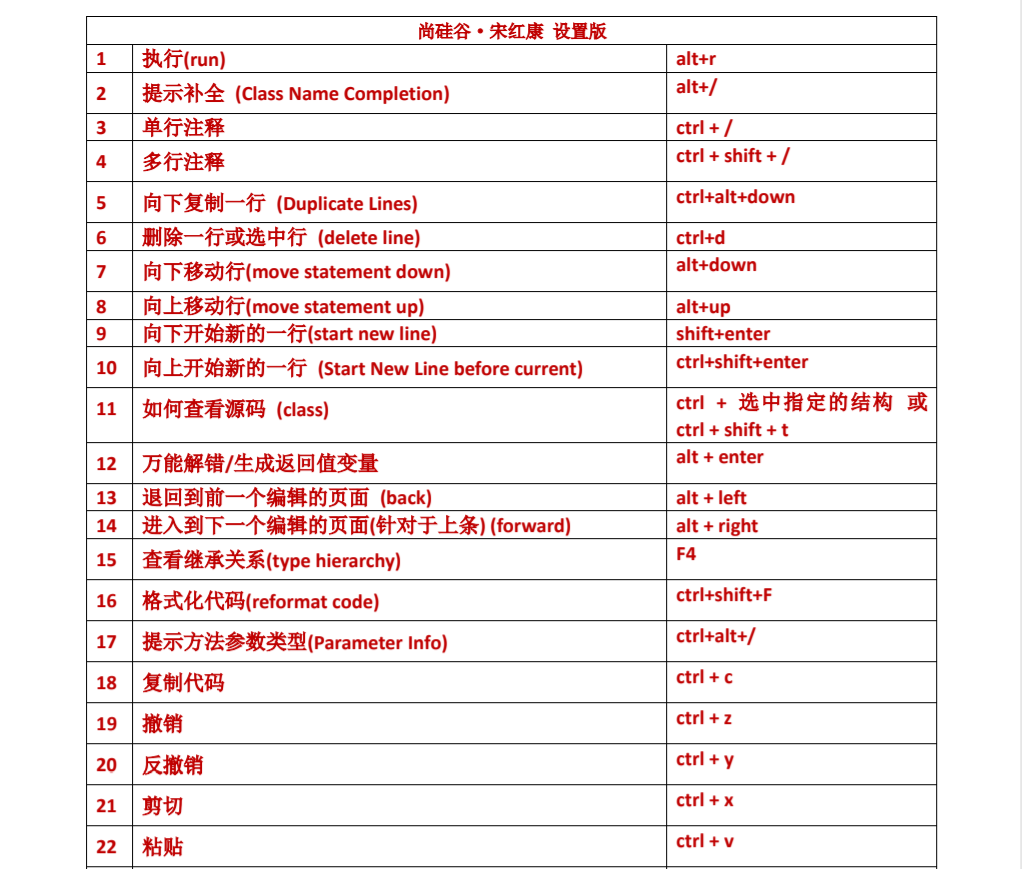 尚硅谷·宋红康 设置版
1 执行(run) alt+r
2 提示补全 (Class Name Completion) alt+/
3 单行注释 ctrl + /
4 多行注释 ctrl + shift + /
5 向下复制一行 (Duplicate Lines) ctrl+alt+down
6 删除一行或选中行 (delete line) ctrl+d
7 向下移动行(move statement down) alt+down
8 向上移动行(move statement up) alt+up
9 向下开始新的一行(start new line) shift+enter
10 向上开始新的一行 (Start New Line before current) ctrl+shift+enter
11 如何查看源码 (class) ctrl + 选中指定的结构 或
ctrl + shift + t
12 万能解错/生成返回值变量 alt + enter
13 退回到前一个编辑的页面 (back) alt + left
14 进入到下一个编辑的页面(针对于上条) (forward) alt + right
15 查看继承关系(type hierarchy) F4
16 格式化代码(reformat code) ctrl+shift+F
17 提示方法参数类型(Parameter Info) ctrl+alt+/
18 复制代码 ctrl + c
19 撤销 ctrl + z
20 反撤销 ctrl + y
21 剪切 ctrl + x
22 粘贴 ctrl + v